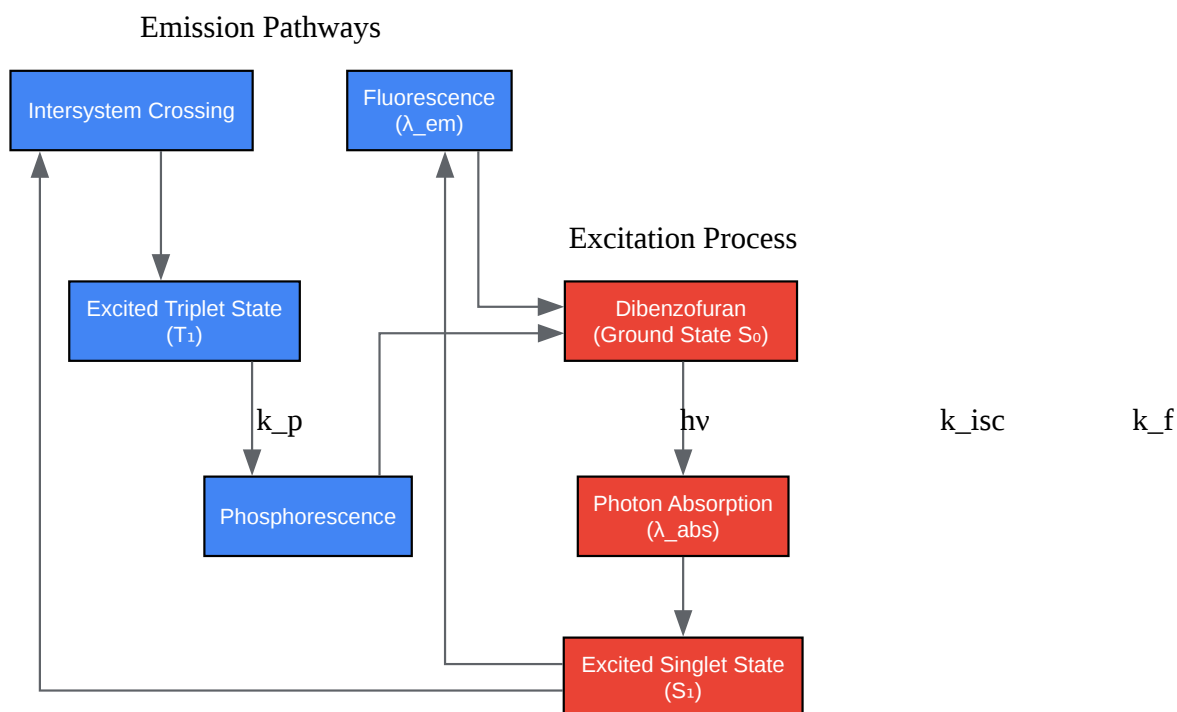 Emission Pathways
Intersystem Crossing
Fluorescence
(λ_em)
Excitation Process
Excited Triplet State
(T₁)
Dibenzofuran
(Ground State S₀)
k_p
hν
k_isc
k_f
Phosphorescence
Photon Absorption
(λ_abs)
Excited Singlet State
(S₁)